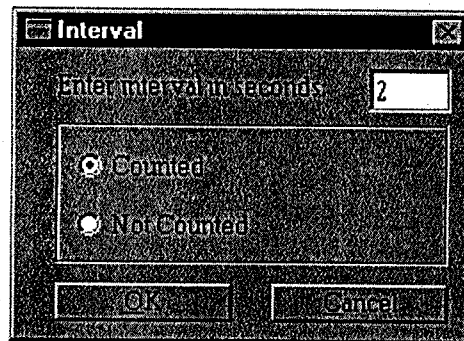 Interval
Enter interval in seconds: 2
Counted
Not Counted
OK Cancel